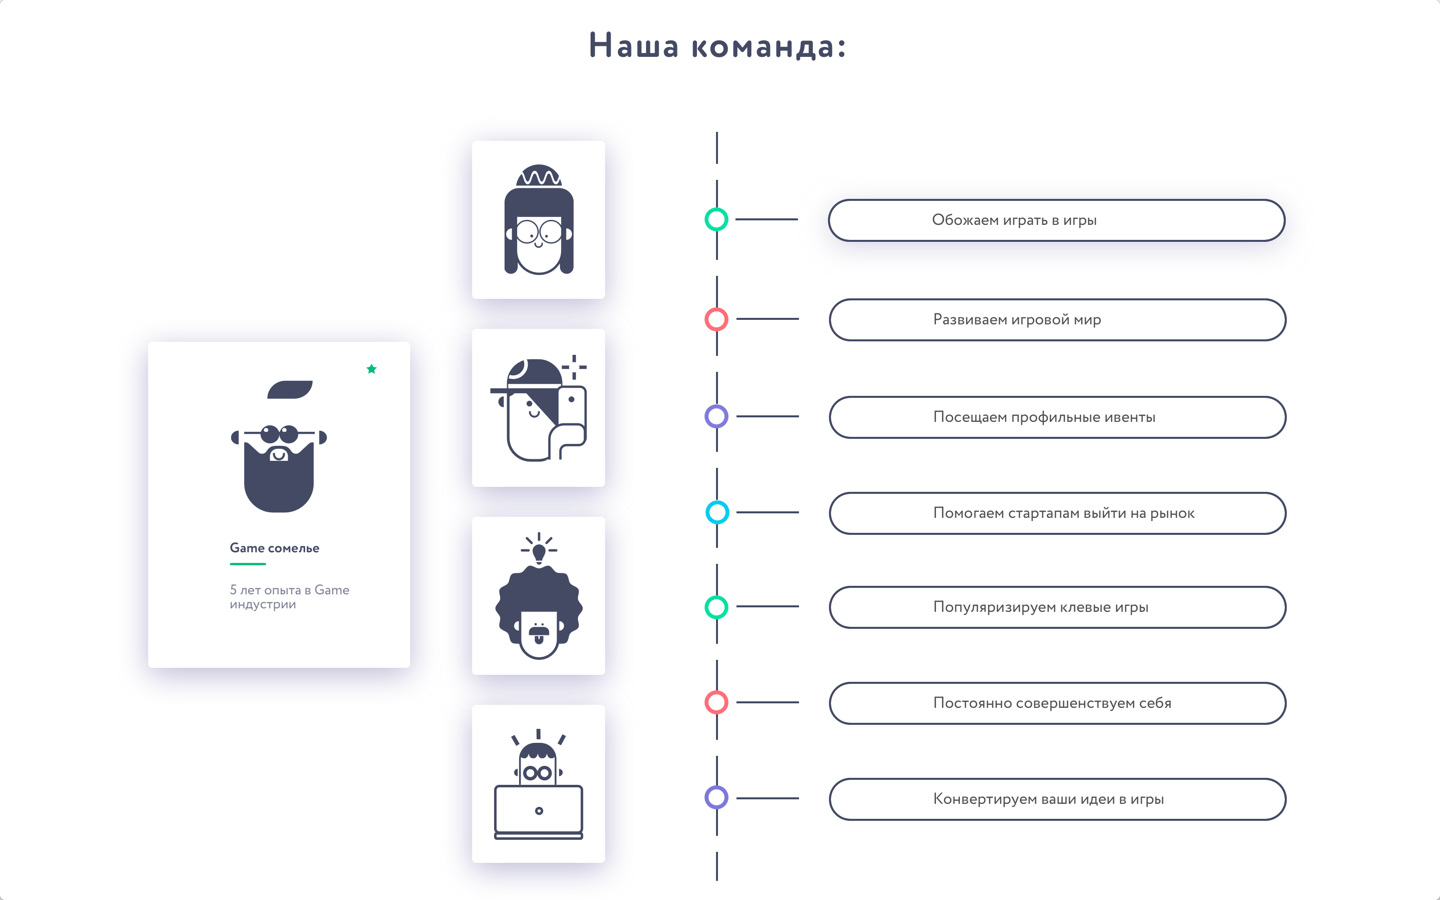 Наша команда:
Game сомелье
5 лет опыта в Game
индустрии
Обожаем играть в игры
Развиваем игровой мир
Посещаем профильные ивенты
Помогаем стартапам выйти на рынок
Популяризируем клевые игры
Постоянно совершенствуем себя
Конвертируем ваши идеи в игры